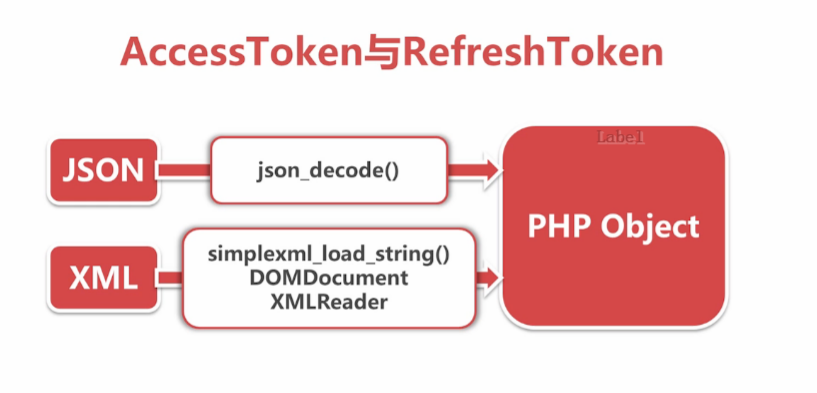 AccessToken与RefreshToken
JSON
json_decode()
Label
PHP Object
XML
simplexml_load_string()
DOMDocument
XMLReader